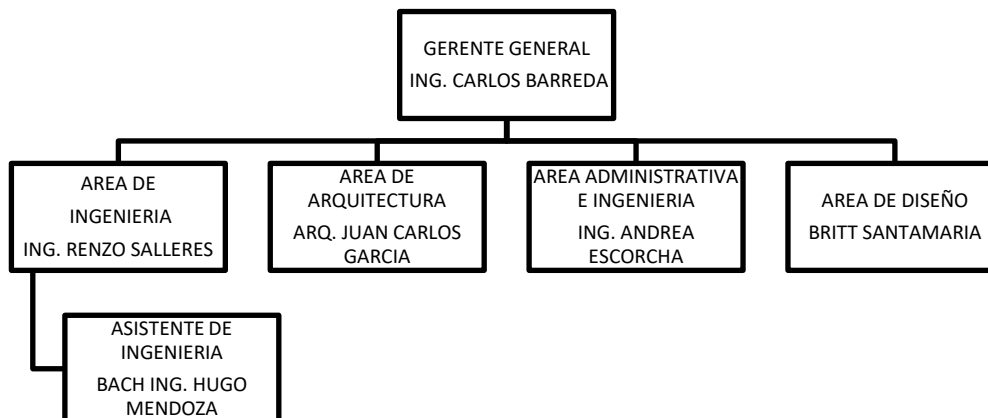 GERENTE GENERAL
ING. CARLOS BARREDA
AREA DE
INGENIERIA
ING. RENZO SALLERES
AREA DE
ARQUITECTURA
ARQ. JUAN CARLOS
GARCIA
AREA ADMINISTRATIVA
E INGENIERIA
ING. ANDREA
ESCORCHA
AREA DE DISEÑO
BRITT SANTAMARIA
ASISTENTE DE
INGENIERIA
BACH ING. HUGO
MENDOZA